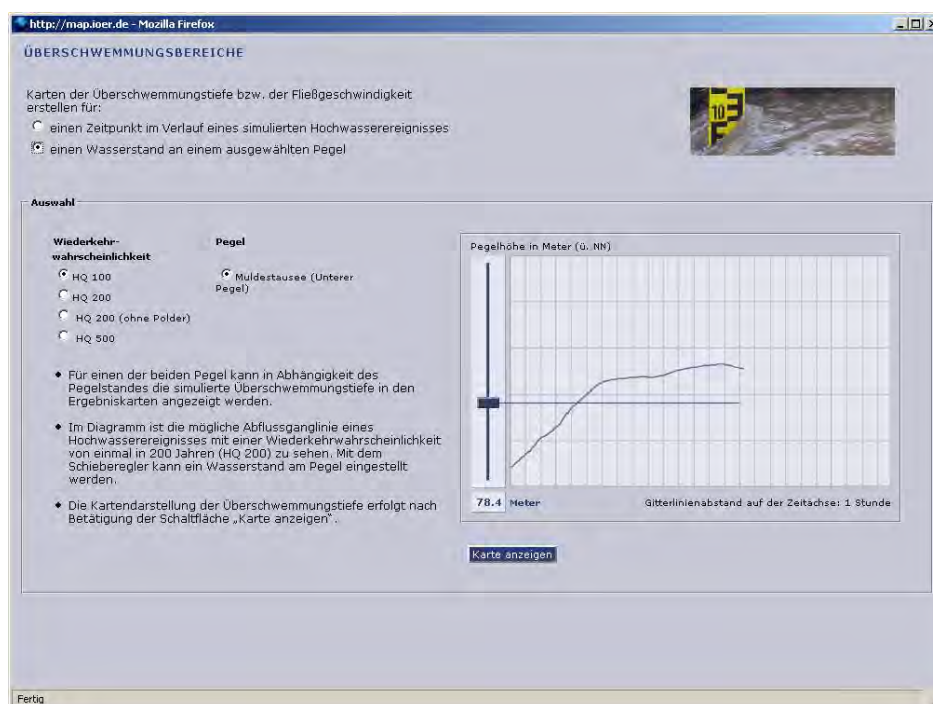 http://map.ioer.de - Mozilla Firefox
ÜBERSCHWEMMUNGSBEREICHE
Karten der Überschwemmungstiefe bzw. der Fließgeschwindigkeit
erstellen für:
einen Zeitpunkt im Verlauf eines simulierten Hochwasserereignisses
einen Wasserstand an einem ausgewählten Pegel
10
Auswahl
Wiederkehr-
wahrscheinlichkeit
HQ 100
HQ 200
HQ 200 (ohne Polder)
HQ 500
Pegel
Muldestausee (Unterer
Pegel)
Für einen der beiden Pegel kann in Abhängigkeit des
Pegelstandes die simulierte Überschwemmungstiefe in den
Ergebniskarten angezeigt werden.
Im Diagramm ist die mögliche Abflussganglinie eines
Hochwasserereignisses mit einer Wiederkehrwahrscheinlichkeit
von einmal in 200 Jahren (HQ 200) zu sehen. Mit dem
Schieberegler kann ein Wasserstand am Pegel eingestellt
werden.
Die Kartendarstellung der Überschwemmungstiefe erfolgt nach
Betätigung der Schaltfläche „Karte anzeigen".
Pegelhöhe in Meter (ü. NN)
78.4 Meter
Gitterlinienabstand auf der Zeitachse: 1 Stunde
Karte anzeigen
Fertig